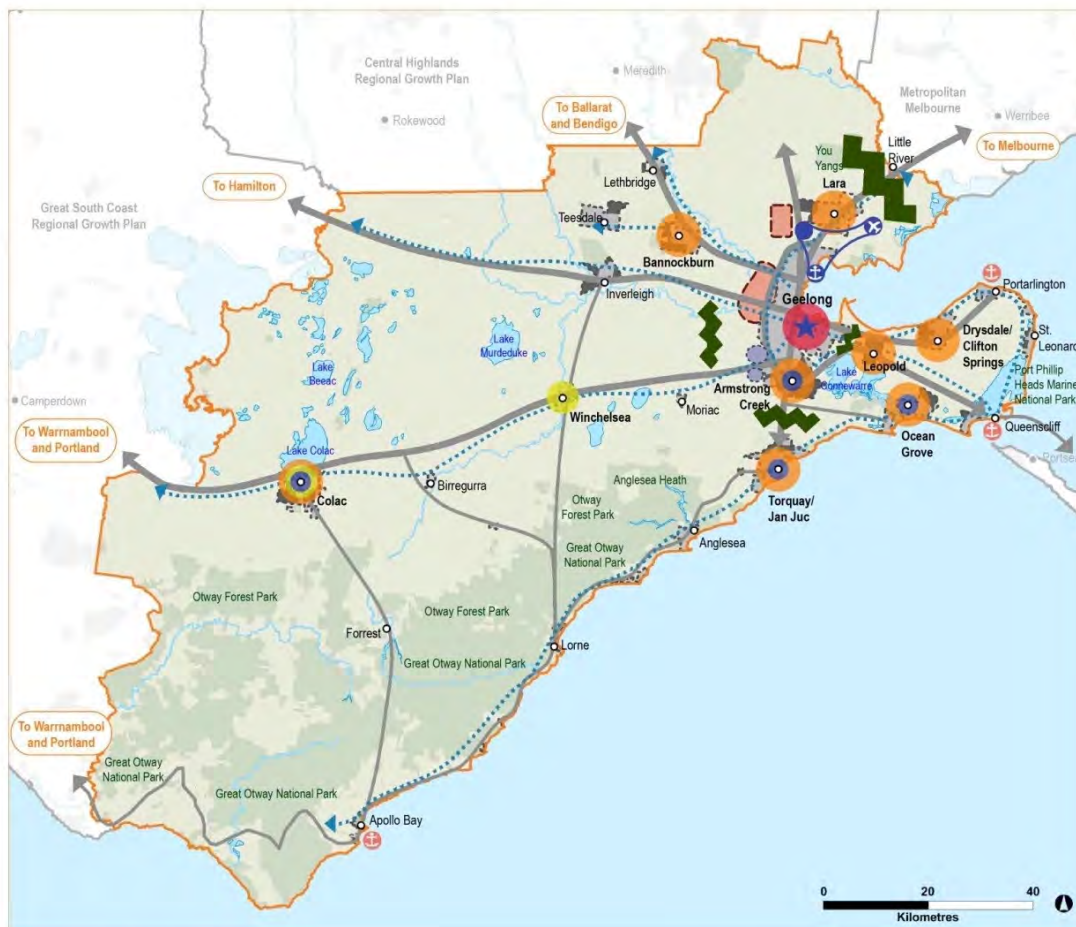 Central Highlands
Regional Growth Plan
Meredith
Rokewood
To Ballarat
and Bendigo
Metropolitan
Melbourne
Werribee
Little
River
To Melbourne
You
Yangs
Lara
Lethbridge
To Hamilton
Great South Coast
Regional Growth Plan
Teesdale
Bannockburn
Inverleigh
Geelong
Portarlington
Drysdale/
Clifton
Springs
St.
Leonard
Leopold
Port Phillip
Heads Marine
National Park
Lake
Murdeduke
Lake
Beeac
Lake
Connewarre
Armstrong
Creek
Camperdown
Winchelsea
Moriac
Ocean
Grove
Queenscliff
Portsea
To Warrnambool
and Portland
Lake Colac
Colac
Birregurra
Anglesea Heath
Torquay/
Jan Juc
Otway
Forest Park
Anglesea
Great Otway
National Park
Otway Forest Park
Otway Forest Park
Forrest
Lorne
Great Otway National Park
To Warrnambool
and Portland
Great Otway
National Park
Great Otway National Park
Apollo Bay
0 20 40
Kilometres